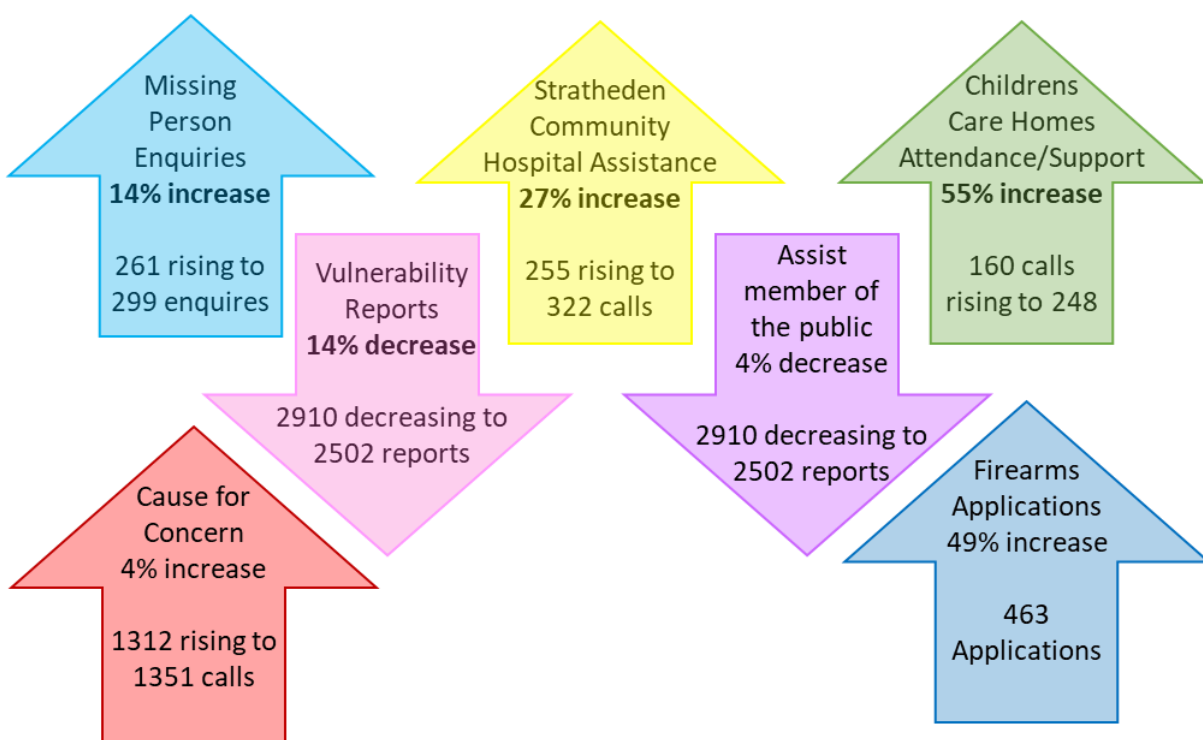 Missing
Person
Enquiries
14% increase
261 rising to
299 enquires
Stratheden
Community
Hospital Assistance
27% increase
255 rising to
322 calls
Childrens
Care Homes
Attendance/Support
55% increase
160 calls
rising to 248
Vulnerability
Reports
14% decrease
2910 decreasing to
2502 reports
Assist
member of
the public
4% decrease
2910 decreasing to
2502 reports
Cause for
Concern
4% increase
1312 rising to
1351 calls
Firearms
Applications
49% increase
463
Applications